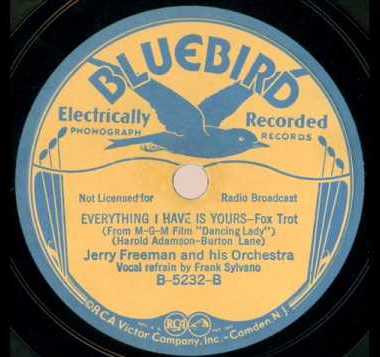 BLUEBIRD
Electrically Recorded
PHONOGRAPH RECORDS
Not Licensed for Radio Broadcast
EVERYTHING I HAVE IS YOURS-Fox Trot
(From M-G-M Film "Dancing Lady")
(Harold Adamson-Burton Lane)
Jerry Freeman and his Orchestra
Vocal refrain by Frank Sylvano
B-5232-B
RCA
©RCA Victor Company, Inc.-Camden, N.J.